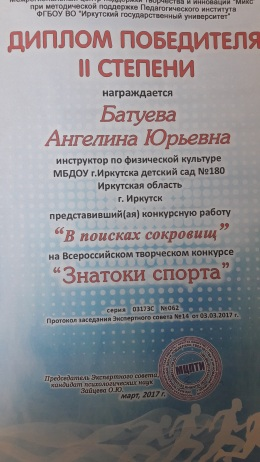 Межрегиональный центр поддержки творчества и инноваций "Микс"
при методической поддержке Педагогического института
ФГБОУ ВО "Иркутский государственный университет"
ДИПЛОМ ПОБЕДИТЕЛЯ
II СТЕПЕНИ
награждается
Батуева
Ангелина Юрьевна
инструктор по физической культуре
МБДОУ г.Иркутска детский сад №180
Иркутская область
г. Иркутск
представивший(ая) конкурсную работу
"В поисках сокровищ"
на Всероссийском творческом конкурсе
"Знатоки спорта"
серия 03173С №062
Протокол заседания Экспертного совета №14 от 03.03.2017 г.
Председатель Экспертного совета,
кандидат психологических наук
Зайцева О.Ю.
март, 2017 г.